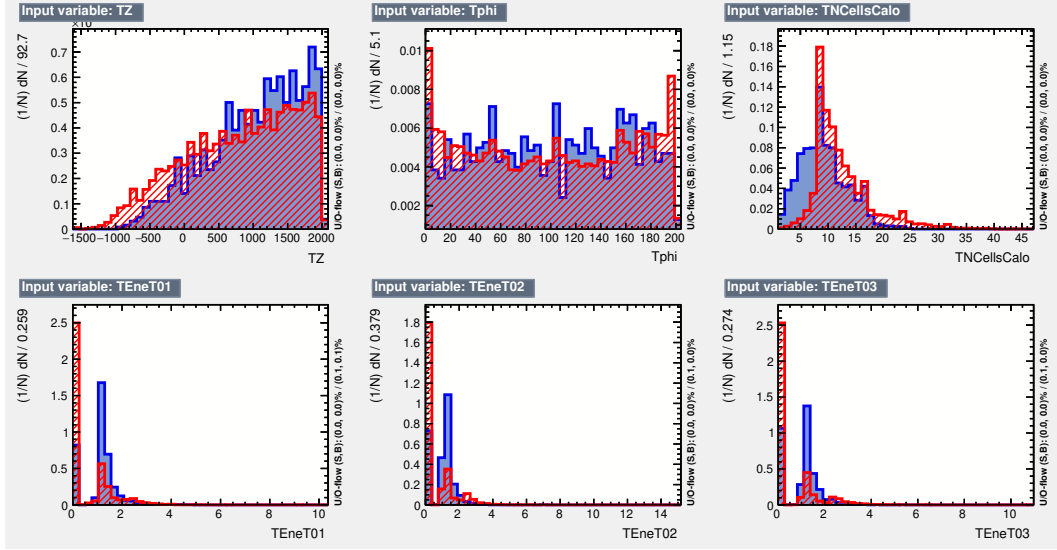 Input variable: TZ
×10
(1/N) dN / 92.7
0.7
0.6
0.5
0.4
0.3
0.2
0.1
0
−1500 −1000 −500 0 500 1000 1500 2000
TZ
U/O-flow (S,B): (0.0, 0.0)% / (0.0, 0.0)%
Input variable: Tphi
(1/N) dN / 5.1
0.01
0.008
0.006
0.004
0.002
0 20 40 60 80 100 120 140 160 180 200
Tphi
U/O-flow (S,B): (0.0, 0.0)% / (0.0, 0.0)%
Input variable: TNCellsCalo
(1/N) dN / 1.15
0.18
0.16
0.14
0.12
0.1
0.08
0.06
0.04
0.02
0
5 10 15 20 25 30 35 40 45
TNCellsCalo
U/O-flow (S,B): (0.0, 0.0)% / (0.0, 0.0)%
Input variable: TEneT01
(1/N) dN / 0.259
2.5
2
1.5
1
0.5
0
0 2 4 6 8 10
TEneT01
U/O-flow (S,B): (0.0, 0.0)% / (0.1, 0.1)%
Input variable: TEneT02
(1/N) dN / 0.379
1.8
1.6
1.4
1.2
1
0.8
0.6
0.4
0.2
0
0 2 4 6 8 10 12 14
TEneT02
U/O-flow (S,B): (0.0, 0.0)% / (0.1, 0.0)%
Input variable: TEneT03
(1/N) dN / 0.274
2.5
2
1.5
1
0.5
0
0 2 4 6 8 10
TEneT03
U/O-flow (S,B): (0.0, 0.0)% / (0.1, 0.0)%